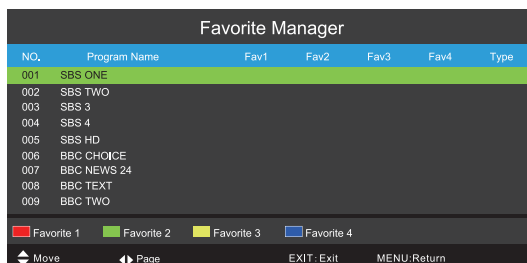 Favorite Manager
NO. Program Name Fav1 Fav2 Fav3 Fav4 Type
001 SBS ONE
002 SBS TWO
003 SBS 3
004 SBS 4
005 SBS HD
006 BBC CHOICE
007 BBC NEWS 24
008 BBC TEXT
009 BBC TWO
Favorite 1 Favorite 2 Favorite 3 Favorite 4
Move Page EXIT:Exit MENU:Return